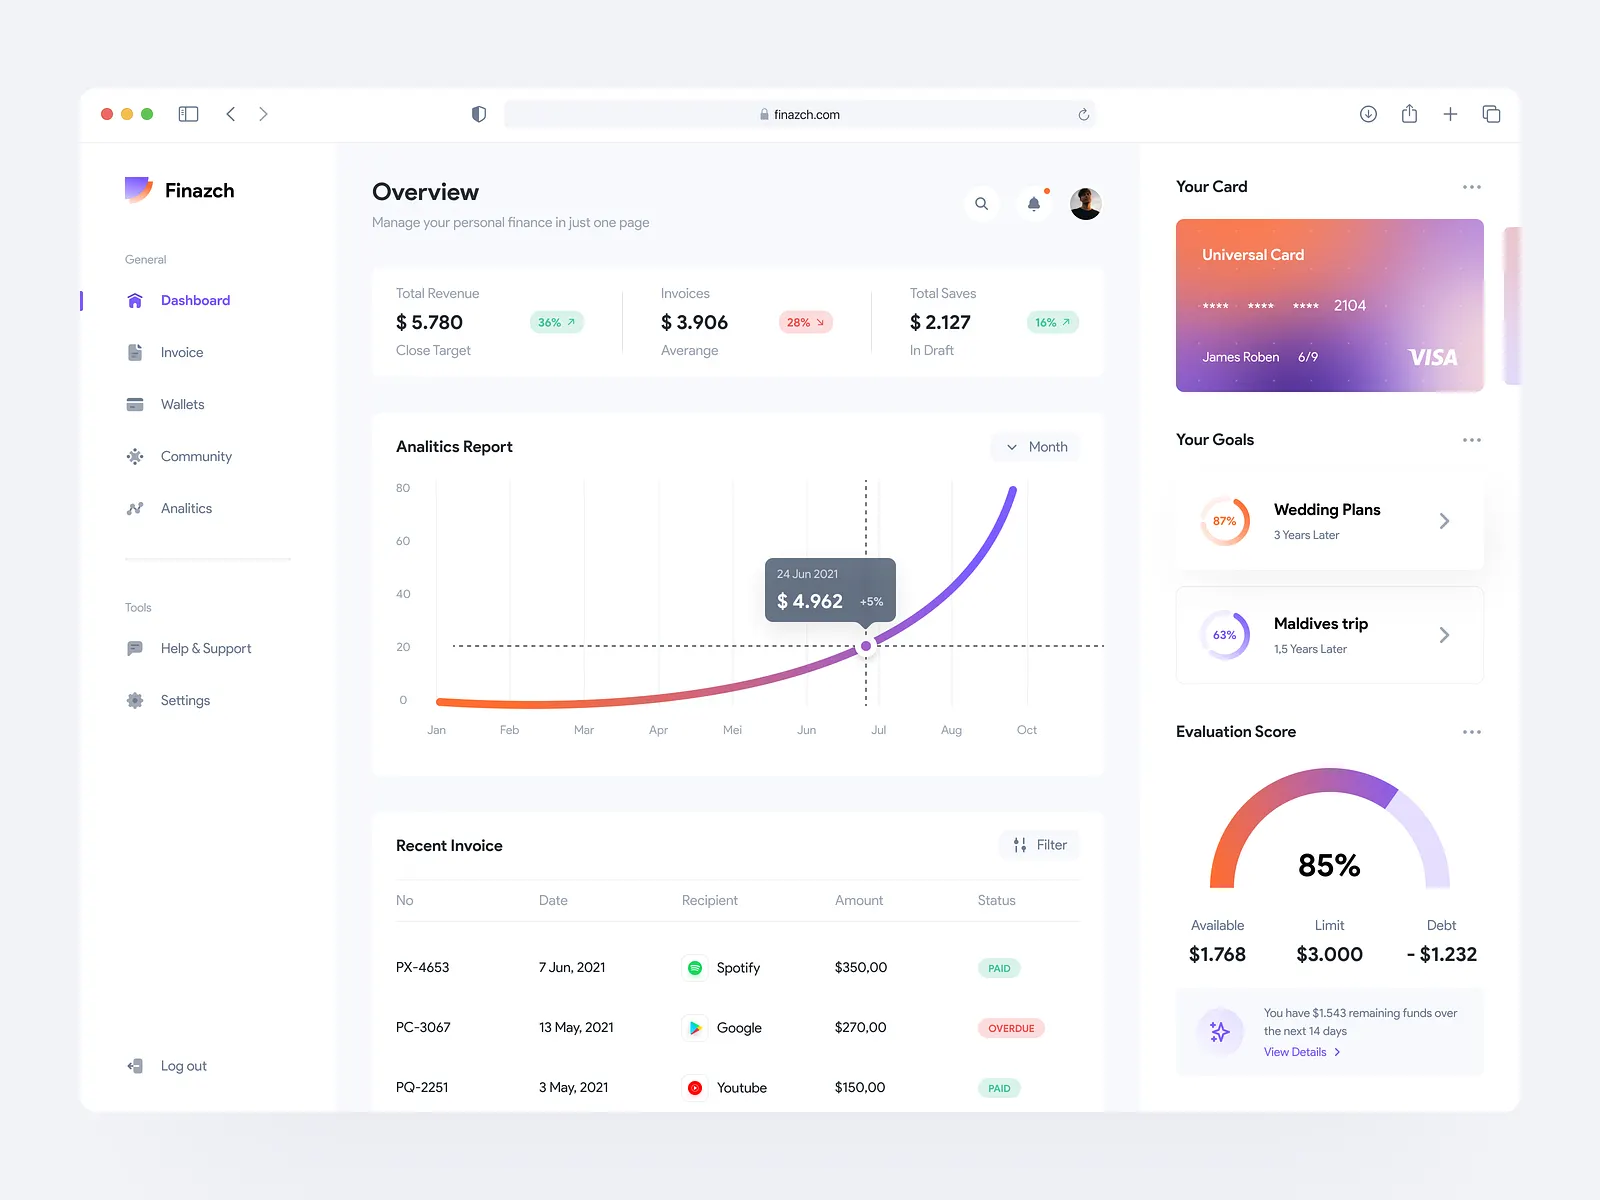 finazch.com
Finazch
General
Dashboard
Invoice
Wallets
Community
Analitics
Tools
Help & Support
Settings
Log out
Overview
Manage your personal finance in just one page
Total Revenue
$ 5.780
36%
Close Target
Invoices
$ 3.906
28%
Averange
Total Saves
$ 2.127
16%
In Draft
Analitics Report
Month
80
60
40
20
0
24 Jun 2021
$ 4.962 +5%
Jan Feb Mar Apr Mei Jun Jul Aug Oct
Recent Invoice
Filter
No Date Recipient Amount Status
PX-4653 7 Jun, 2021 Spotify $350,00 PAID
PC-3067 13 May, 2021 Google $270,00 OVERDUE
PQ-2251 3 May, 2021 Youtube $150,00 PAID
Your Card
Universal Card
**** **** **** 2104
James Roben 6/9
VISA
Your Goals
87%
Wedding Plans
3 Years Later
63%
Maldives trip
1,5 Years Later
Evaluation Score
85%
Available Limit Debt
$1.768 $3.000 - $1.232
You have $1.543 remaining funds over
the next 14 days
View Details